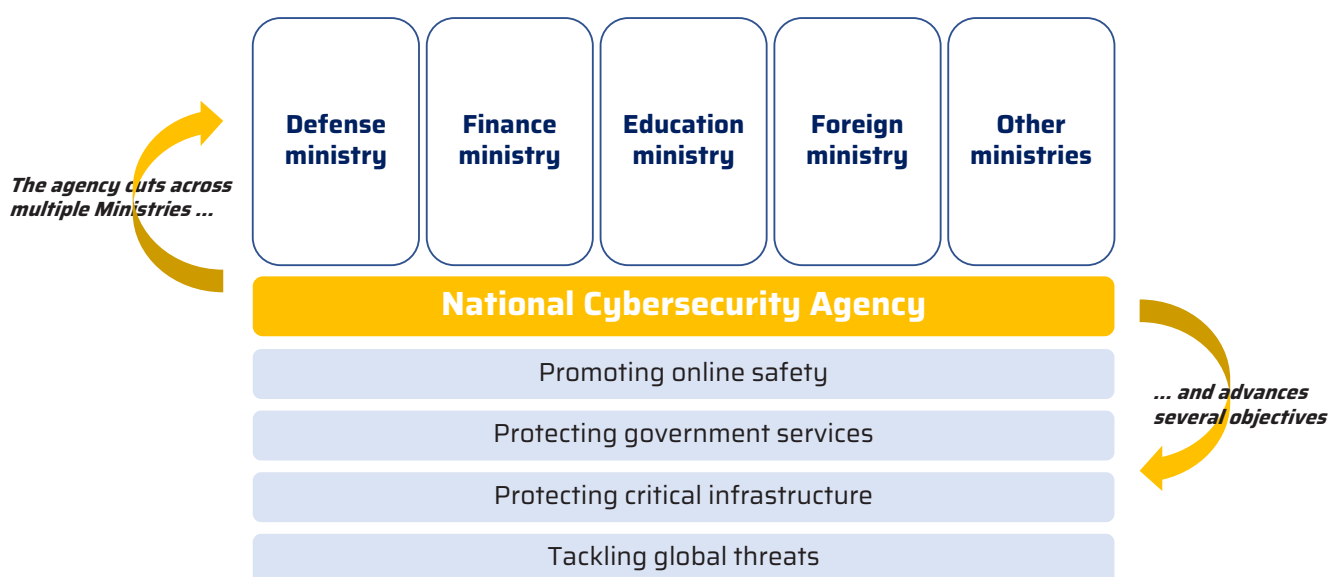 Defense
ministry
Finance
ministry
Education
ministry
Foreign
ministry
Other
ministries
The agency cuts across
multiple Ministries ...
National Cybersecurity Agency
Promoting online safety
Protecting government services
Protecting critical infrastructure
Tackling global threats
... and advances
several objectives